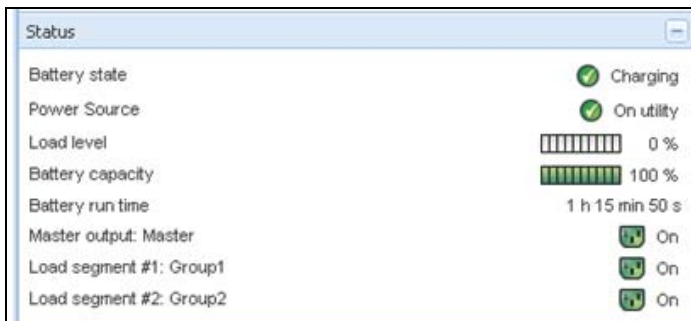 Status
Battery state Charging
Power Source On utility
Load level 0 %
Battery capacity 100 %
Battery run time 1 h 15 min 50 s
Master output: Master On
Load segment #1: Group1 On
Load segment #2: Group2 On